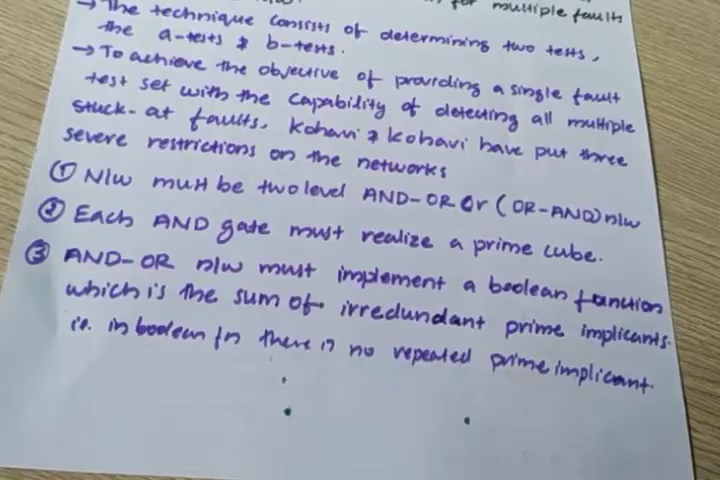 for multiple faults
→ The technique consists of determining two tests,
the a-tests & b-tests.
→ To achieve the objective of providing a single fault
test set with the capability of detecting all multiple
stuck-at faults, Kohavi & Kohavi have put three
severe restrictions on the networks
① N/w must be two level AND-OR or (OR-AND) n/w
② Each AND gate must realize a prime cube.
③ AND-OR n/w must implement a boolean function
which is the sum of irredundant prime implicants.
i.e. in boolean fn there is no repeated prime implicant.